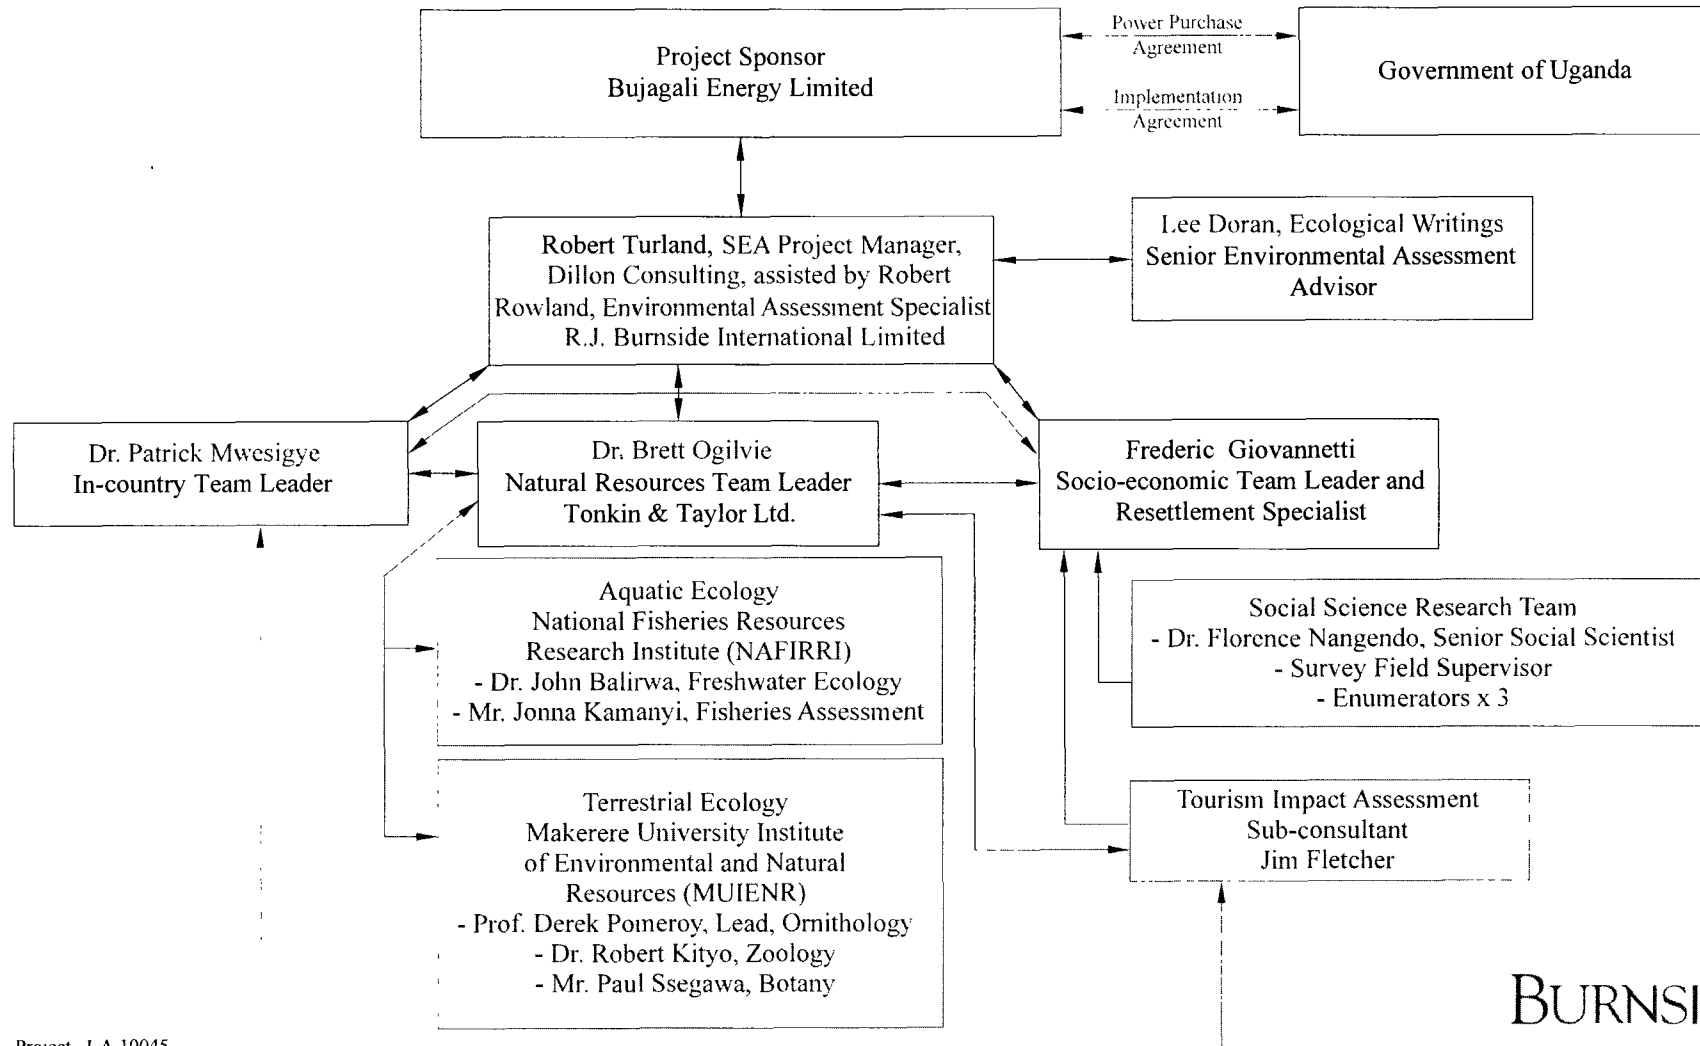 Project Sponsor
Bujagali Energy Limited
Power Purchase
Agreement
Implementation
Agreement
Government of Uganda
Robert Turland, SEA Project Manager,
Dillon Consulting, assisted by Robert
Rowland, Environmental Assessment Specialist
R.J. Burnside International Limited
Lee Doran, Ecological Writings
Senior Environmental Assessment
Advisor
Dr. Patrick Mwesigye
In-country Team Leader
Dr. Brett Ogilvie
Natural Resources Team Leader
Tonkin & Taylor Ltd.
Frederic Giovannetti
Socio-economic Team Leader and
Resettlement Specialist
Aquatic Ecology
National Fisheries Resources
Research Institute (NAFIRRI)
- Dr. John Balirwa, Freshwater Ecology
- Mr. Jonna Kamanyi, Fisheries Assessment
Social Science Research Team
- Dr. Florence Nangendo, Senior Social Scientist
- Survey Field Supervisor
- Enumerators x 3
Terrestrial Ecology
Makerere University Institute
of Environmental and Natural
Resources (MUIENR)
- Prof. Derek Pomeroy, Lead, Ornithology
- Dr. Robert Kityo, Zoology
- Mr. Paul Ssegawa, Botany
Tourism Impact Assessment
Sub-consultant
Jim Fletcher
BURNSI